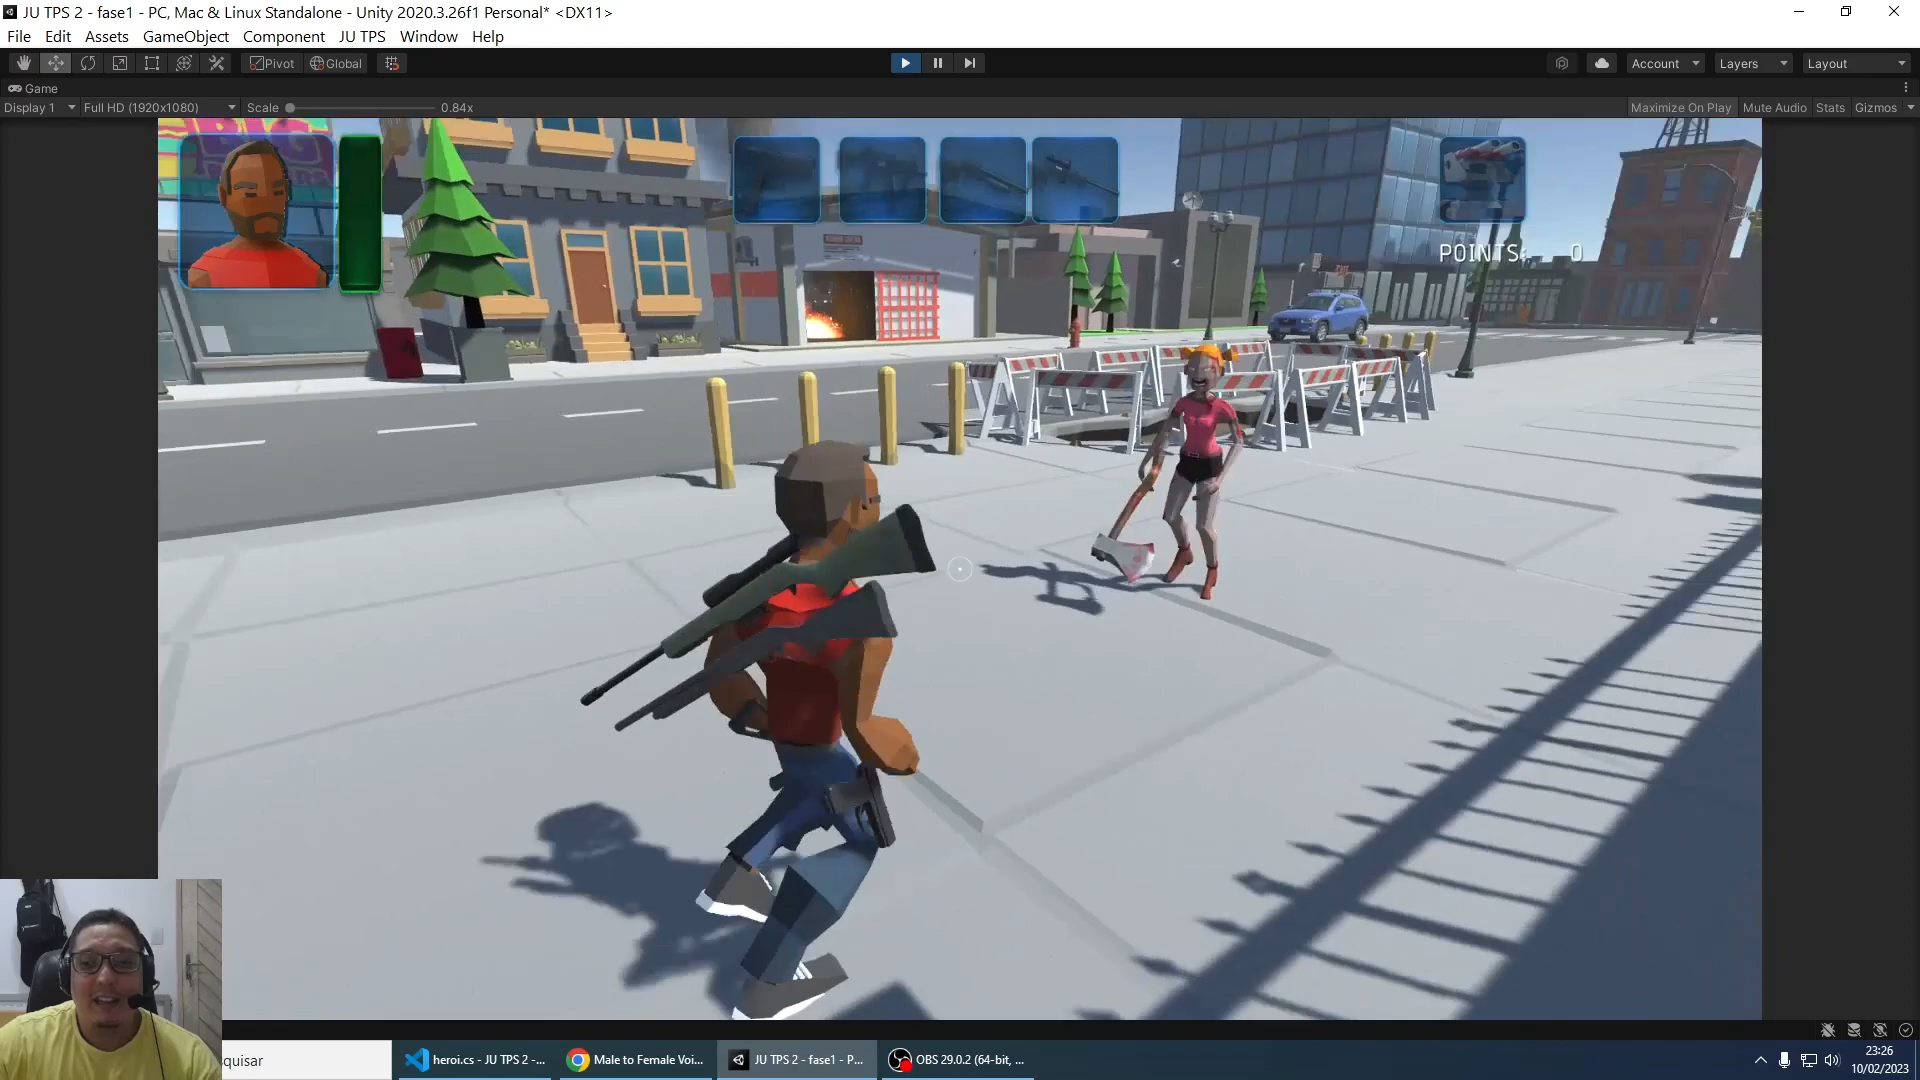 JU TPS 2 - fase1 - PC, Mac & Linux Standalone - Unity 2020.3.26f1 Personal* <DX11>
File Edit Assets GameObject Component JU TPS Window Help
Pivot Global Account Layers Layout
Game
Display 1 Full HD (1920x1080) Scale 0.84x Maximize On Play Mute Audio Stats Gizmos
POINTS: 0
quisar
heroi.cs - JU TPS 2 -...
Male to Female Voi...
JU TPS 2 - fase1 - P...
OBS 29.0.2 (64-bit, ...
23:26
10/02/2023